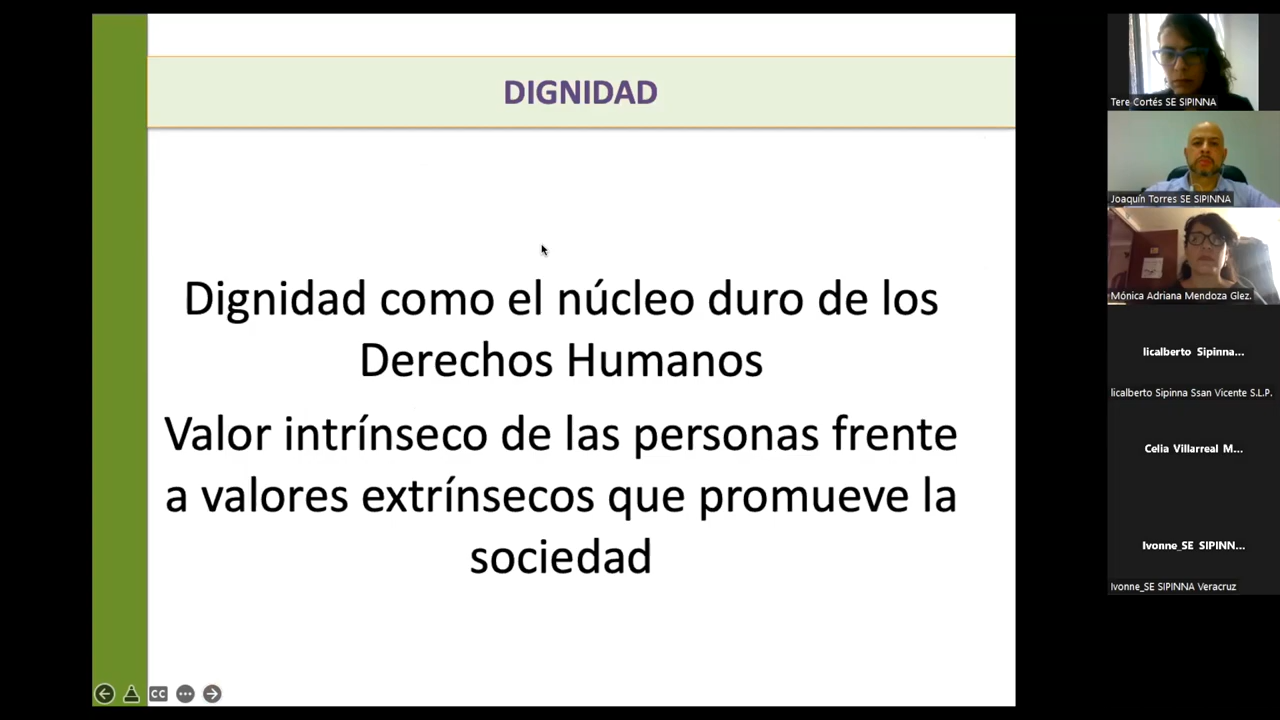 DIGNIDAD
Dignidad como el núcleo duro de los
Derechos Humanos
Valor intrínseco de las personas frente
a valores extrínsecos que promueve la
sociedad
CC
Tere Cortés SE SIPINNA
Joaquín Torres SE SIPINNA
Mónica Adriana Mendoza Glez.
licalberto Sipinna...
licalberto Sipinna Ssan Vicente S.L.P.
Celia Villarreal M...
Ivonne_SE SIPINN...
Ivonne_SE SIPINNA Veracruz